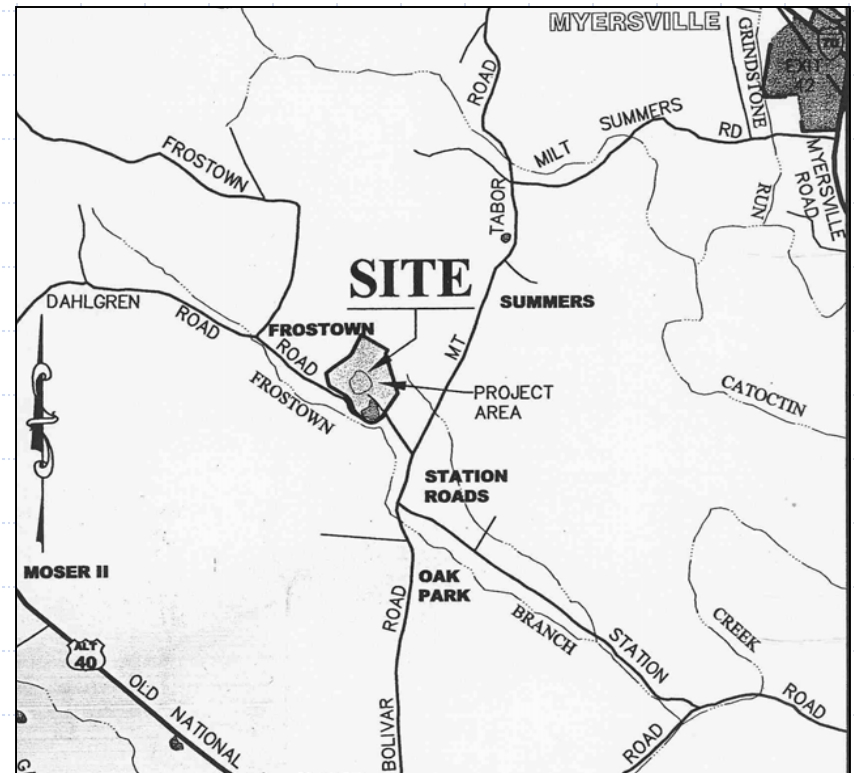 MYERSVILLE
GRINDSTONE
70
EXIT
42
ROAD
MILT SUMMERS RD
FROSTOWN
MYERSVILLE
ROAD
TABOR
RUN
SITE
DAHLGREN
ROAD
SUMMERS
FROSTOWN
ROAD
MT
FROSTOWN
PROJECT
AREA
CATOCTIN
STATION
ROADS
MOSER II
OAK
PARK
ROAD
BRANCH
STATION
CREEK
ALT
40
OLD NATIONAL
ROAD
BOLIVAR
ROAD